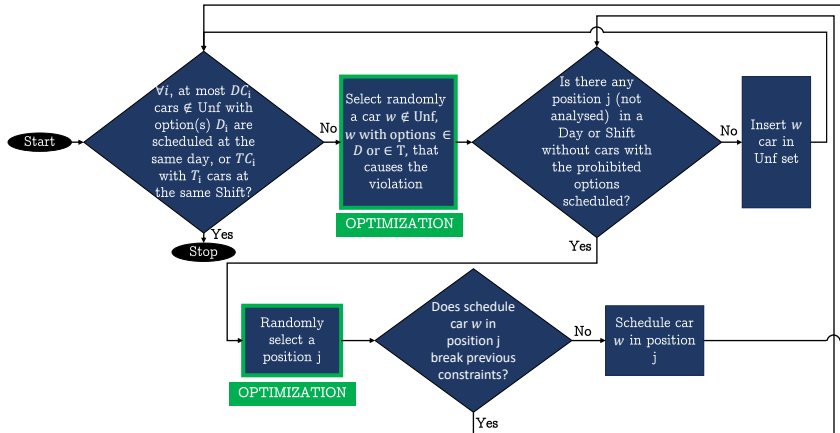 Start
∀i, at most DCᵢ
cars ∉ Unf with
option(s) Dᵢ are
scheduled at the
same day, or TCᵢ
with Tᵢ cars at
the same Shift?
No
Yes
Stop
Select randomly
a car w ∉ Unf,
w with options ∈
D or ∈ T, that
causes the
violation
OPTIMIZATION
Is there any
position j (not
analysed) in a
Day or Shift
without cars with
the prohibited
options
scheduled?
No
Yes
Insert w
car in
Unf set
Randomly
select a
position j
OPTIMIZATION
Does schedule
car w in
position j
break previous
constraints?
No
Yes
Schedule car
w in position
j